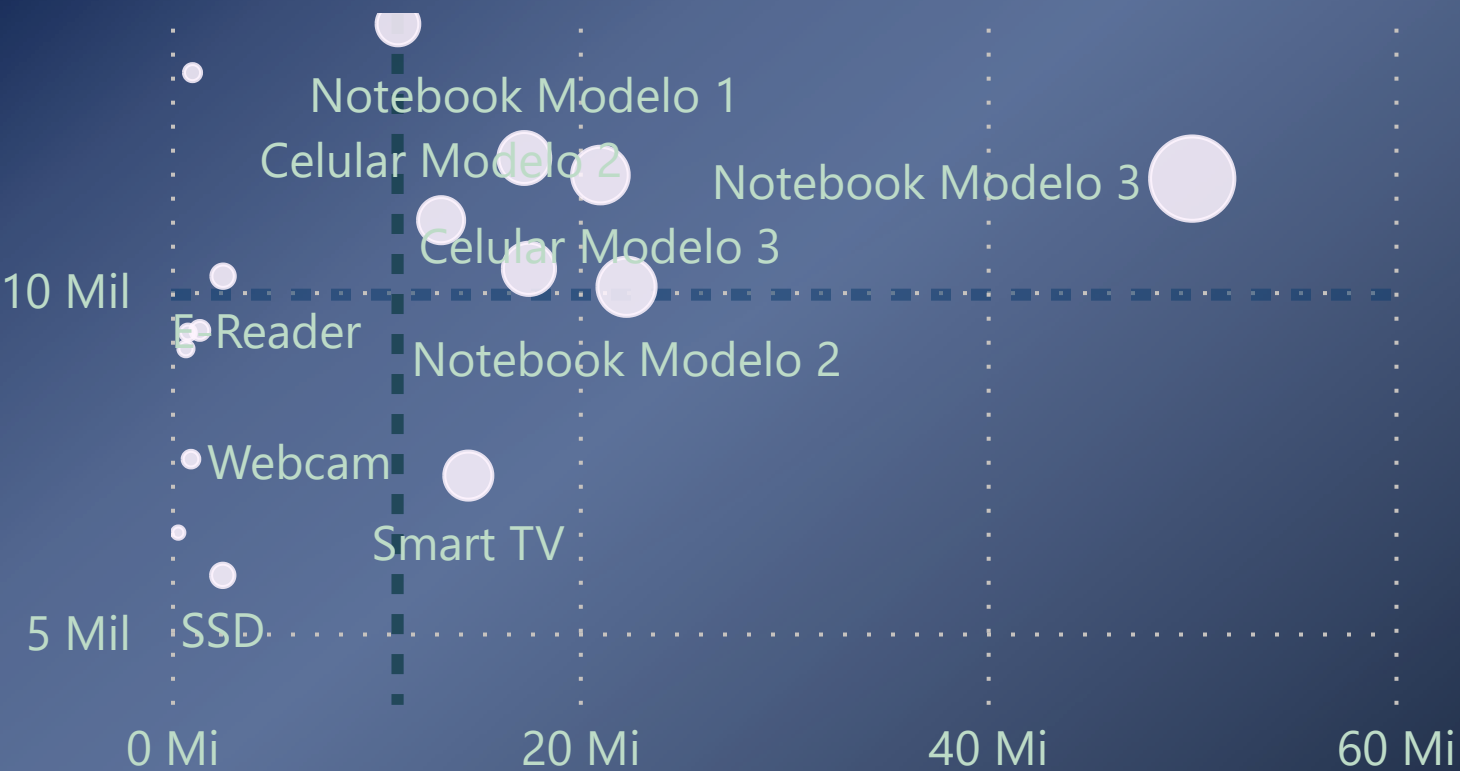 Notebook Modelo 1
Celular Modelo 2
Notebook Modelo 3
Celular Modelo 3
10 Mil
E-Reader
Notebook Modelo 2
Webcam
Smart TV
SSD
5 Mil
0 Mi
20 Mi
40 Mi
60 Mi